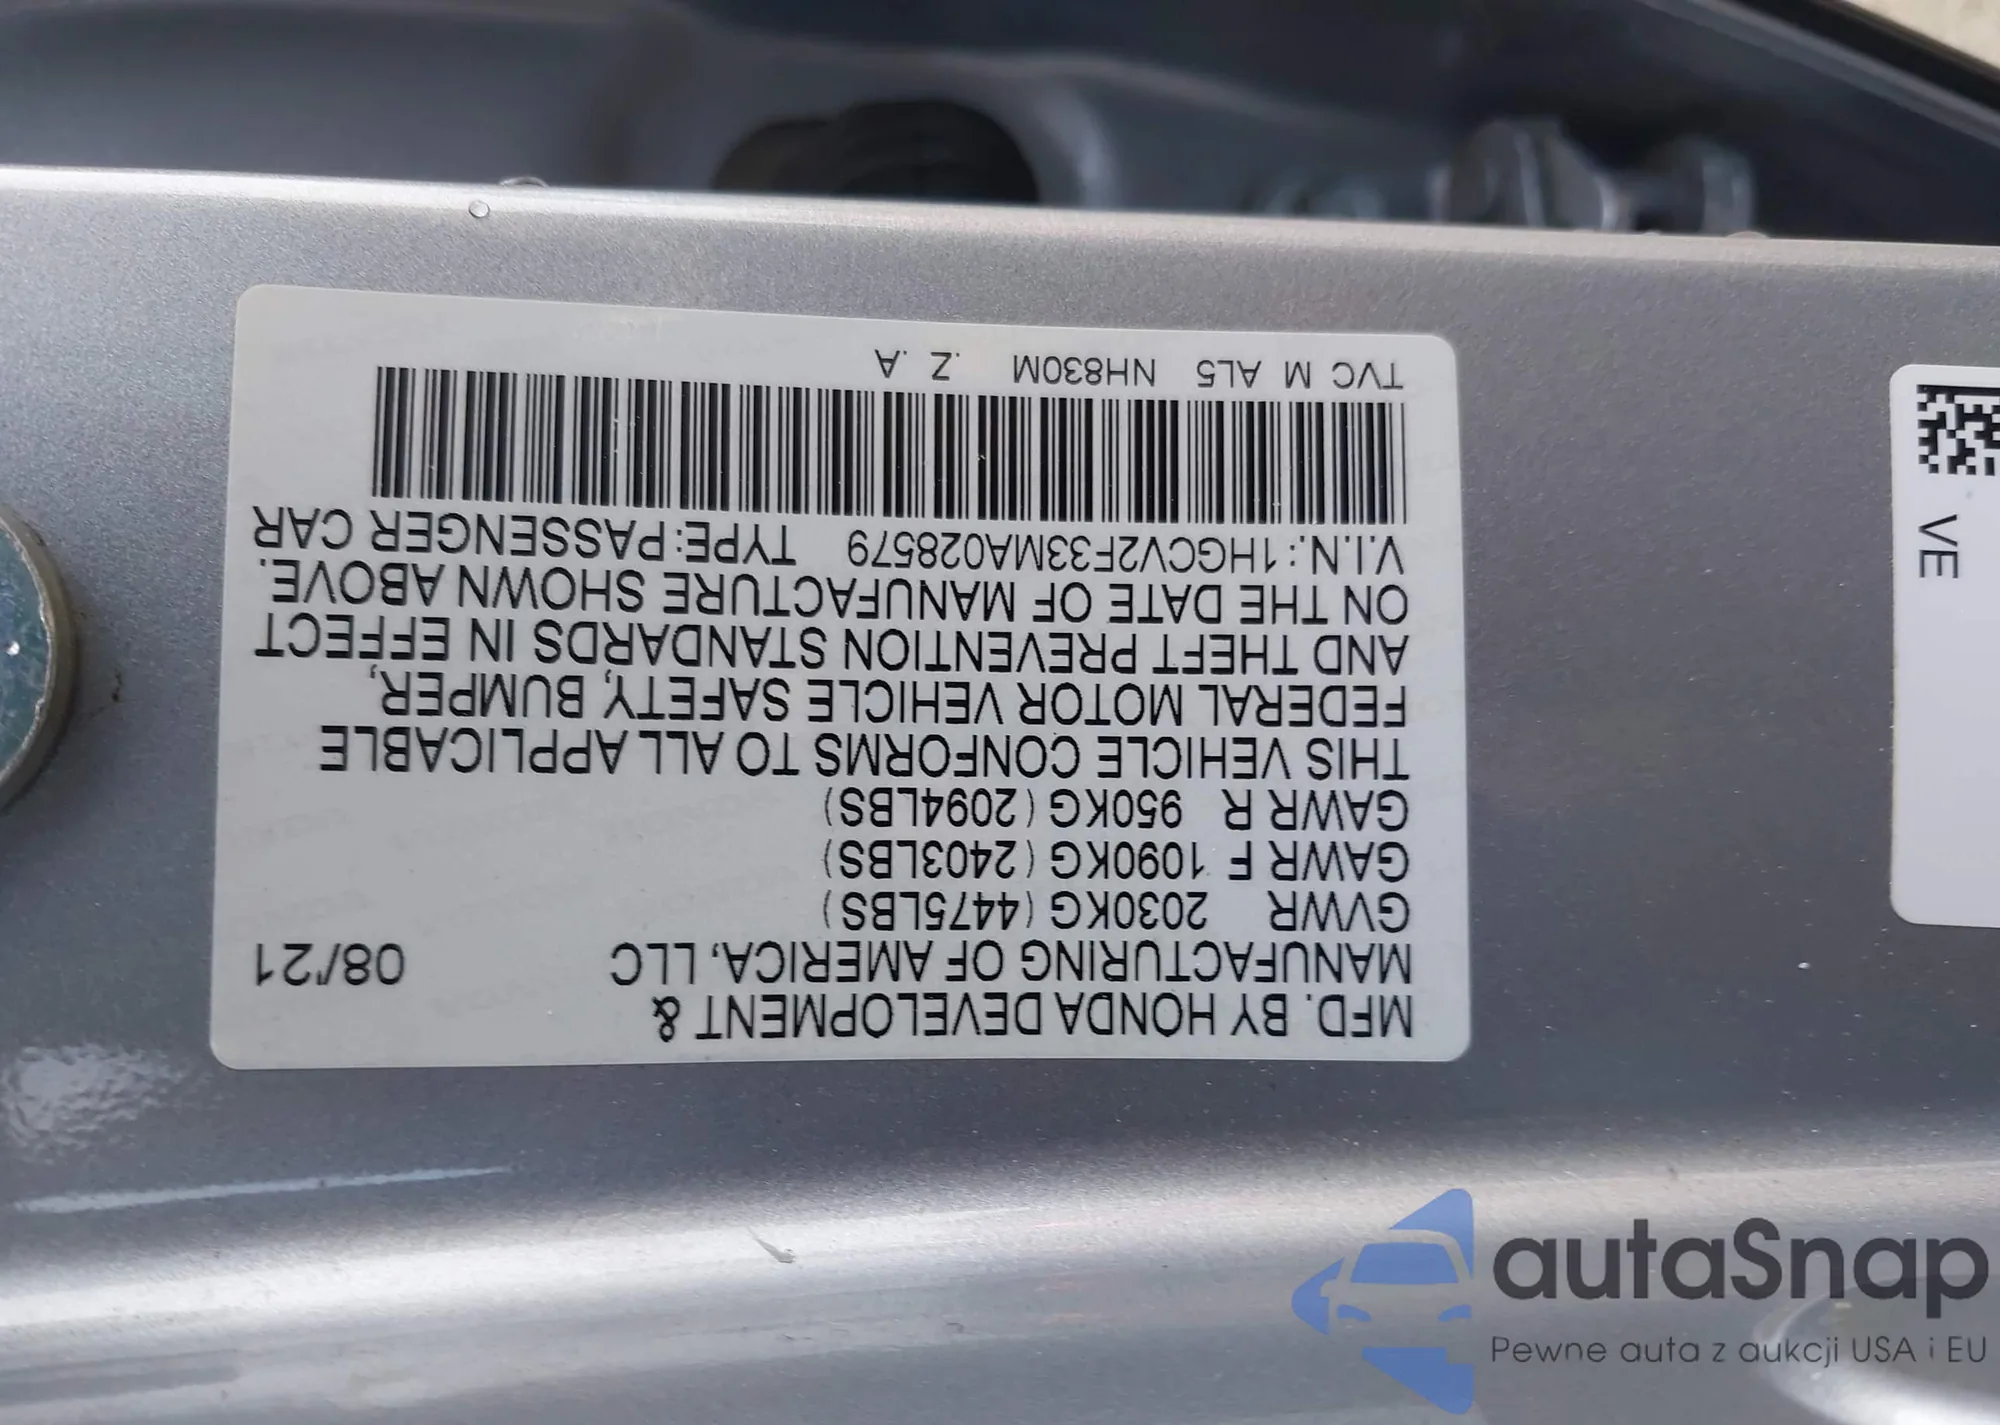 MFD. BY HONDA DEVELOPMENT &
MANUFACTURING OF AMERICA, LLC 08/'21
GVWR 2030KG (4475LBS)
GAWR F 1090KG (2403LBS)
GAWR R 950KG (2094LBS)
THIS VEHICLE CONFORMS TO ALL APPLICABLE
FEDERAL MOTOR VEHICLE SAFETY, BUMPER,
AND THEFT PREVENTION STANDARDS IN EFFECT
ON THE DATE OF MANUFACTURE SHOWN ABOVE.
V.I.N.: 1HGCV2F33MA028579 TYPE:PASSENGER CAR
TVC M AL5 NH830M .Z .A
VE
autaSnap
Pewne auta z aukcji USA i EU